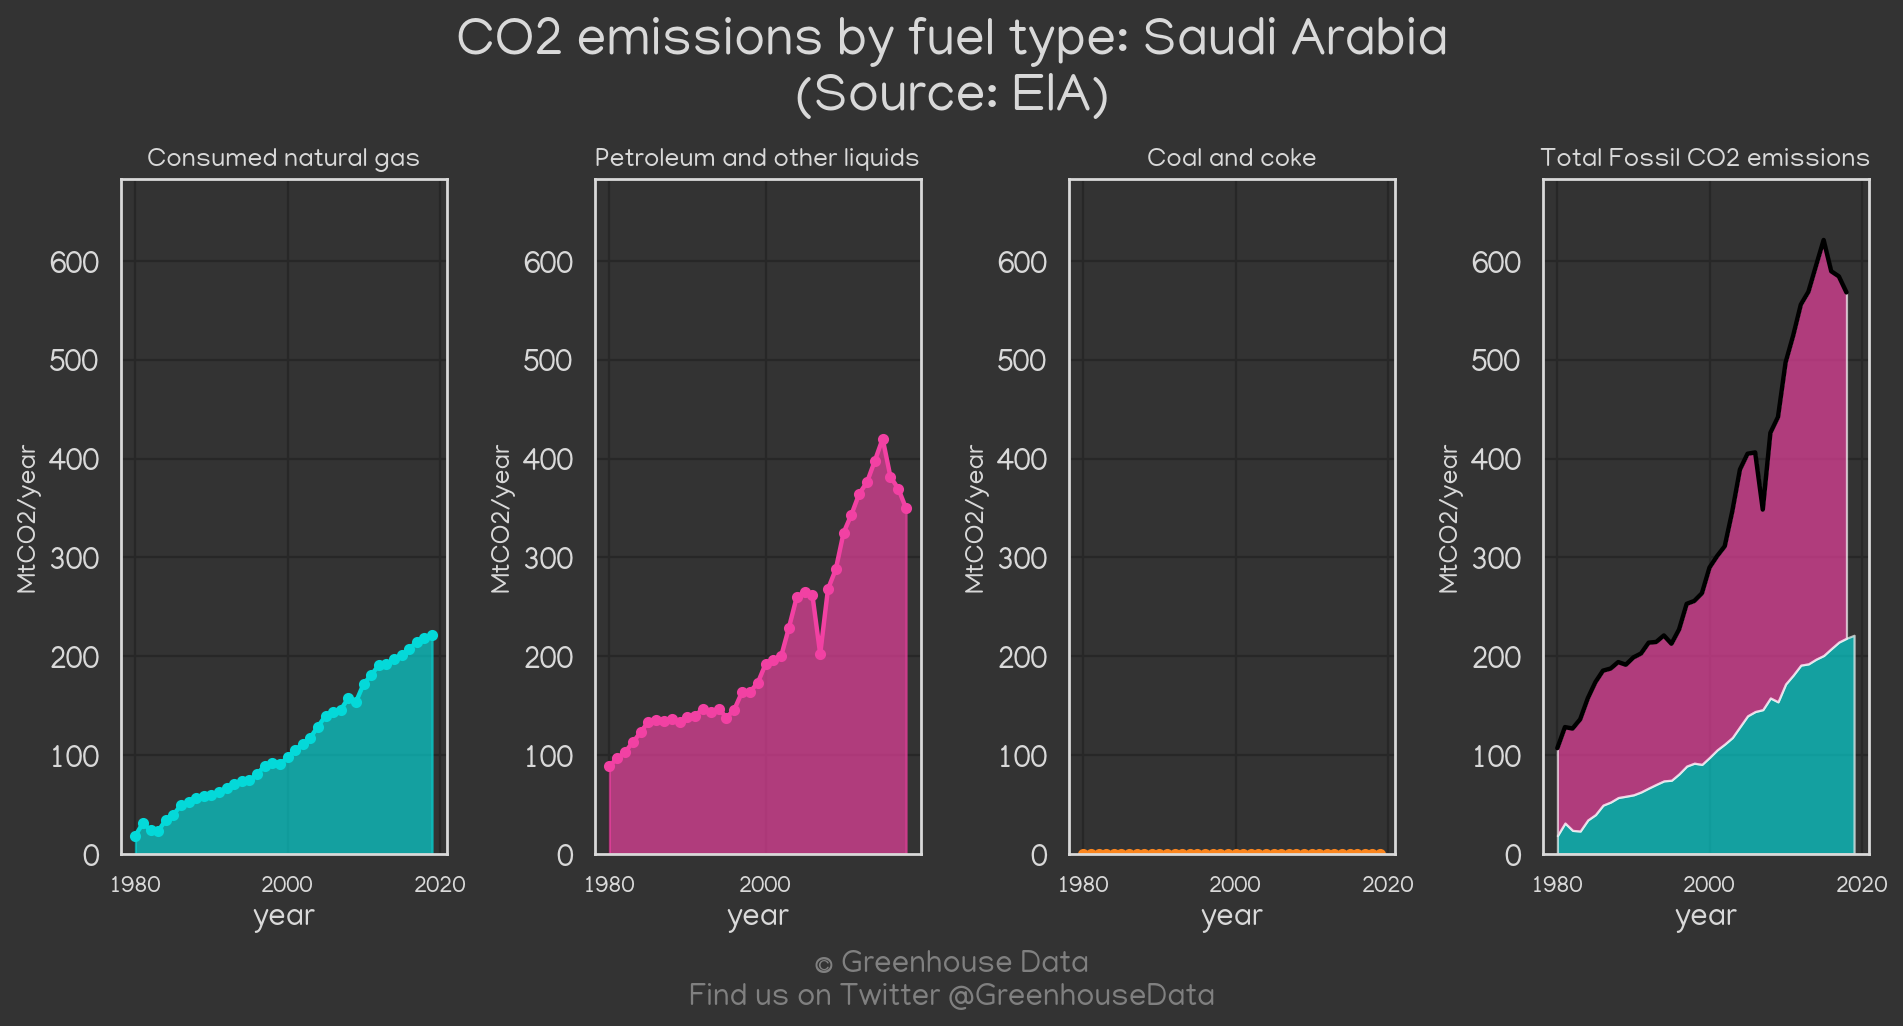 CO2 emissions by fuel type: Saudi Arabia
(Source: EIA)
Consumed natural gas
Petroleum and other liquids
Coal and coke
Total Fossil CO2 emissions
MtCO2/year
600
500
400
300
200
100
0
1980 2000 2020
year
MtCO2/year
600
500
400
300
200
100
0
1980 2000
year
MtCO2/year
600
500
400
300
200
100
0
1980 2000 2020
year
MtCO2/year
600
500
400
300
200
100
0
1980 2000 2020
year
© Greenhouse Data
Find us on Twitter @GreenhouseData